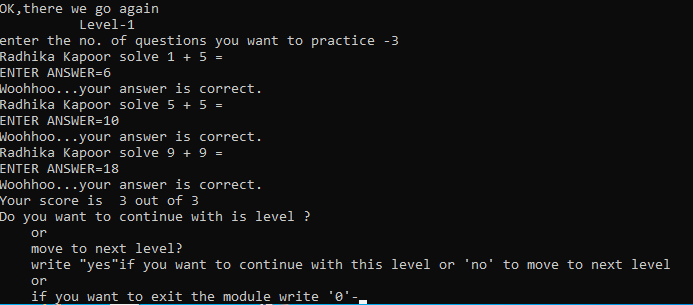 OK,there we go again
Level-1
enter the no. of questions you want to practice -3
Radhika Kapoor solve 1 + 5 =
ENTER ANSWER=6
Woohhoo...your answer is correct.
Radhika Kapoor solve 5 + 5 =
ENTER ANSWER=10
Woohhoo...your answer is correct.
Radhika Kapoor solve 9 + 9 =
ENTER ANSWER=18
Woohhoo...your answer is correct.
Your score is  3 out of 3
Do you want to continue with is level ?
or
move to next level?
write "yes"if you want to continue with this level or 'no' to move to next level
or
if you want to exit the module write '0'-